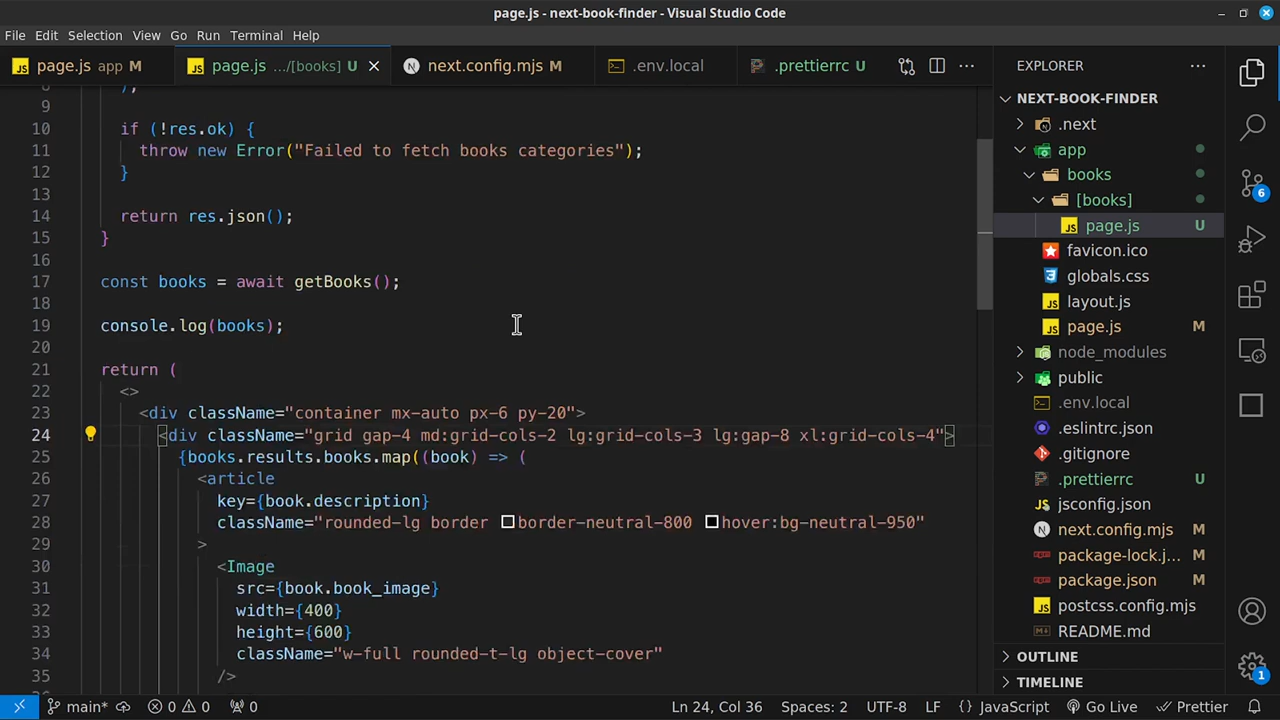 page.js - next-book-finder - Visual Studio Code
File Edit Selection View Go Run Terminal Help
JS page.js app M
JS page.js .../[books] U
next.config.mjs M
.env.local
.prettierrc U
9
10 if (!res.ok) {
11 throw new Error("Failed to fetch books categories");
12 }
13
14 return res.json();
15 }
16
17 const books = await getBooks();
18
19 console.log(books);
20
21 return (
22 <>
23 <div className="container mx-auto px-6 py-20">
24 <div className="grid gap-4 md:grid-cols-2 lg:grid-cols-3 lg:gap-8 xl:grid-cols-4">
25 {books.results.books.map((book) => (
26 <article
27 key={book.description}
28 className="rounded-lg border border-neutral-800 hover:bg-neutral-950"
29 >
30 <Image
31 src={book.book_image}
32 width={400}
33 height={600}
34 className="w-full rounded-t-lg object-cover"
35 />
EXPLORER
NEXT-BOOK-FINDER
.next
app
books
[books]
JS page.js U
favicon.ico
globals.css
JS layout.js
JS page.js M
node_modules
public
.env.local
.eslintrc.json
.gitignore
.prettierrc U
jsconfig.json
next.config.mjs M
package-lock.j... M
package.json M
JS postcss.config.mjs
README.md
OUTLINE
TIMELINE
6
1
main* 0 0 0
Ln 24, Col 36 Spaces: 2 UTF-8 LF {} JavaScript Go Live Prettier